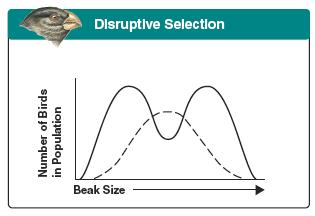 Disruptive Selection
Number of Birds
in Population
Beak Size